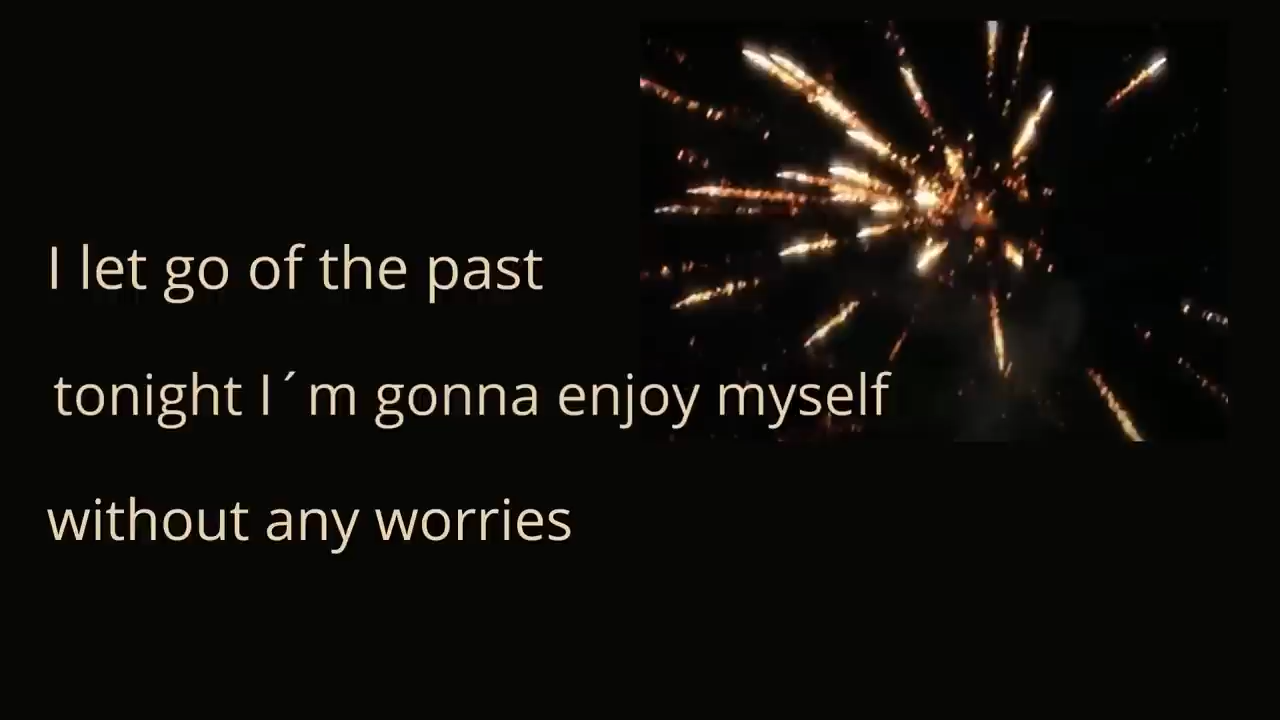 I let go of the past
tonight I´m gonna enjoy myself
without any worries